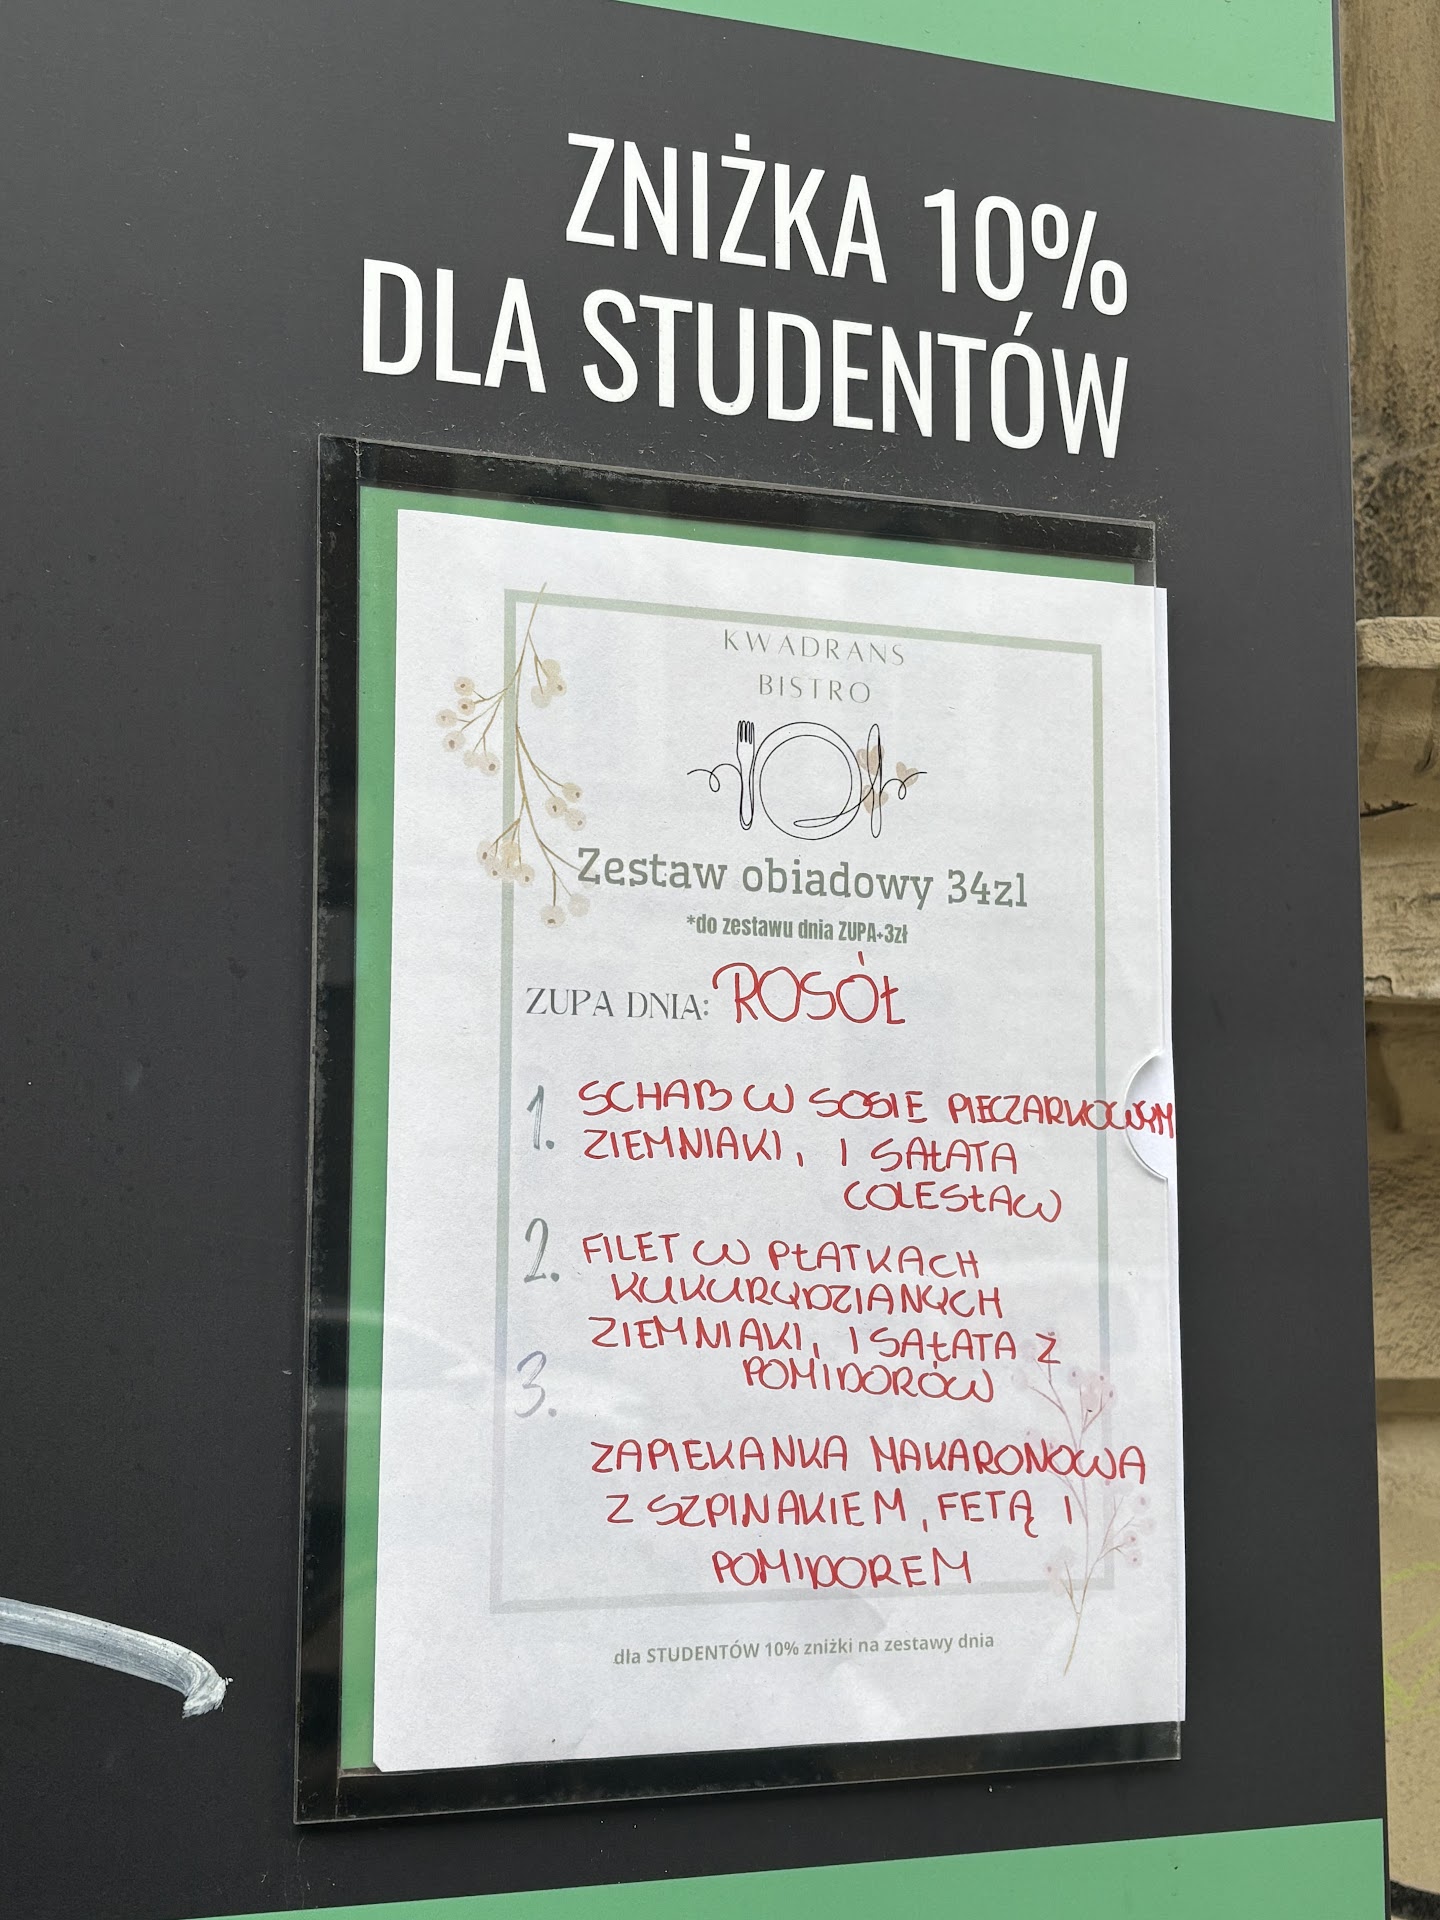 ZNIŻKA 10%
DLA STUDENTÓW
KWADRANS
BISTRO
Zestaw obiadowy 34zl
*do zestawu dnia ZUPA+3zł
ZUPA DNIA: ROSÓŁ
1. SCHAB W SOSIE PIECZARKOWYM
ZIEMNIAKI, I SAŁATA
COLESŁAW
2. FILET W PŁATKACH
KUKURYDZIANYCH
ZIEMNIAKI, I SAŁATA Z
POMIDORÓW
3.
ZAPIEKANKA MAKARONOWA
Z SZPINAKIEM, FETĄ I
POMIDOREM
dla STUDENTÓW 10% zniżki na zestawy dnia